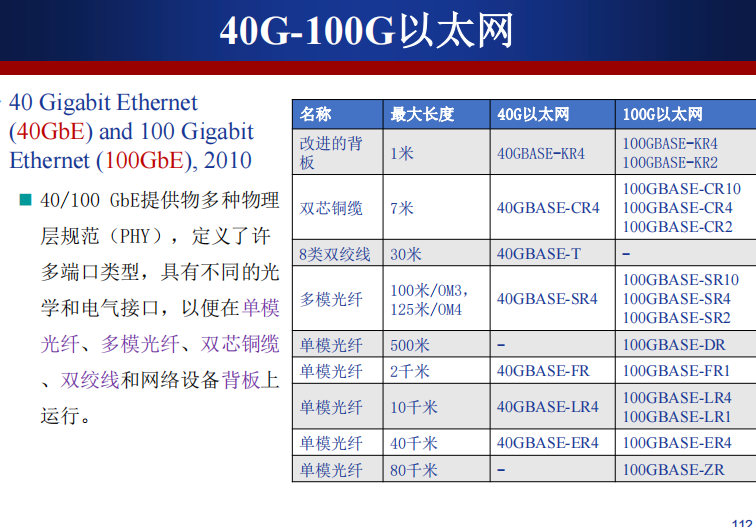 40G-100G以太网
40 Gigabit Ethernet
(40GbE) and 100 Gigabit
Ethernet (100GbE), 2010
40/100 GbE提供物多种物理
层规范（PHY），定义了许
多端口类型，具有不同的光
学和电气接口，以便在单模
光纤、多模光纤、双芯铜缆
、双绞线和网络设备背板上
运行。
名称 最大长度 40G以太网 100G以太网
改进的背板 1米 40GBASE-KR4 100GBASE-KR4
100GBASE-KR2
双芯铜缆 7米 40GBASE-CR4 100GBASE-CR10
100GBASE-CR4
100GBASE-CR2
8类双绞线 30米 40GBASE-T -
多模光纤 100米/OM3, 125米/OM4 40GBASE-SR4 100GBASE-SR10
100GBASE-SR4
100GBASE-SR2
单模光纤 500米 - 100GBASE-DR
单模光纤 2千米 40GBASE-FR 100GBASE-FR1
单模光纤 10千米 40GBASE-LR4 100GBASE-LR4
100GBASE-LR1
单模光纤 40千米 40GBASE-ER4 100GBASE-ER4
单模光纤 80千米 - 100GBASE-ZR
112